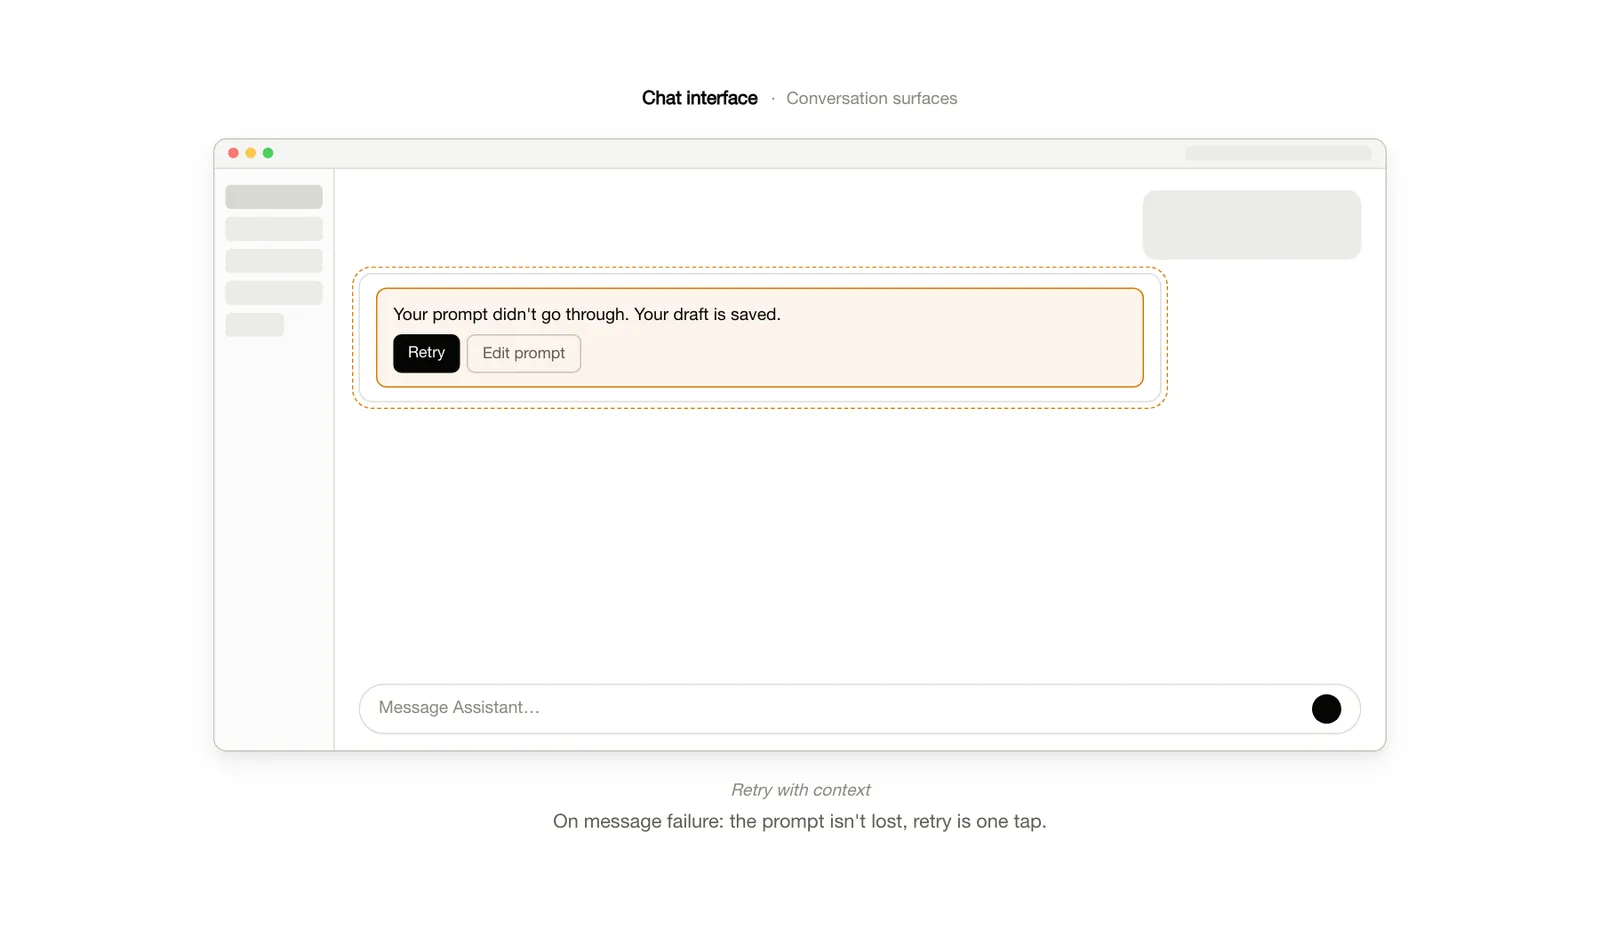 Chat interface · Conversation surfaces
Your prompt didn't go through. Your draft is saved.
Retry Edit prompt
Message Assistant…
Retry with context
On message failure: the prompt isn't lost, retry is one tap.